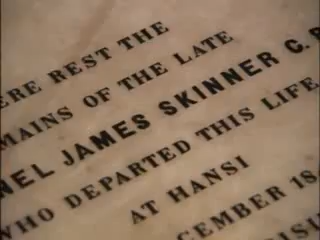 ERE REST THE
MAINS OF THE LATE
NEL JAMES SKINNER C.B
WHO DEPARTED THIS LIFE
AT HANSI
CEMBER 18